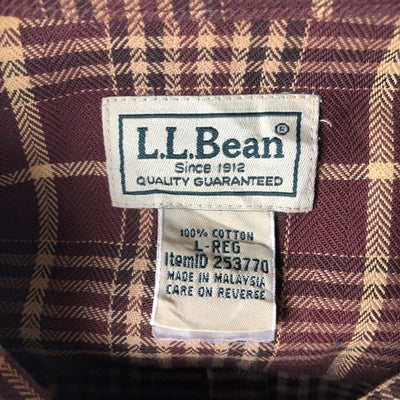 L.L.Bean®
Since 1912
QUALITY GUARANTEED
100% COTTON
L-REG
ItemID 253770
MADE IN MALAYSIA
CARE ON REVERSE